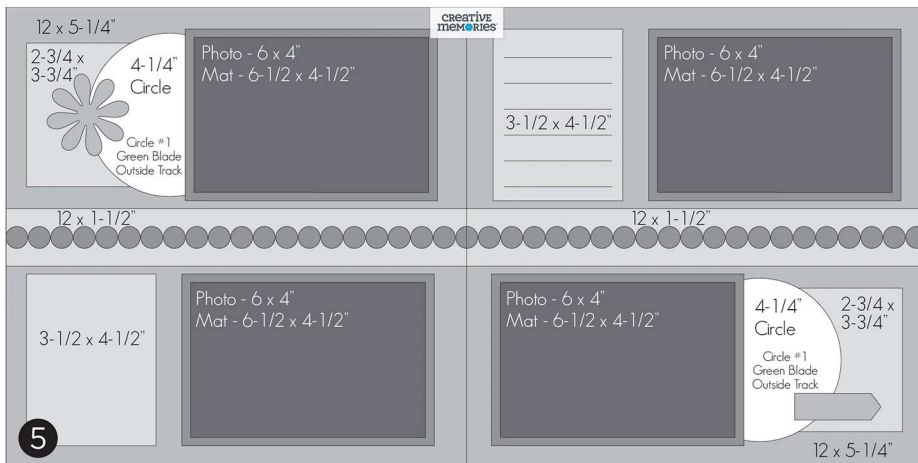 CREATIVE
MEMORIES
12 x 5-1/4"
2-3/4 x
3-3/4"
4-1/4"
Circle
Circle #1
Green Blade
Outside Track
Photo - 6 x 4"
Mat - 6-1/2 x 4-1/2"
3-1/2 x 4-1/2"
Photo - 6 x 4"
Mat - 6-1/2 x 4-1/2"
12 x 1-1/2"
12 x 1-1/2"
3-1/2 x 4-1/2"
Photo - 6 x 4"
Mat - 6-1/2 x 4-1/2"
Photo - 6 x 4"
Mat - 6-1/2 x 4-1/2"
4-1/4"
Circle
Circle #1
Green Blade
Outside Track
2-3/4 x
3-3/4"
12 x 5-1/4"
5